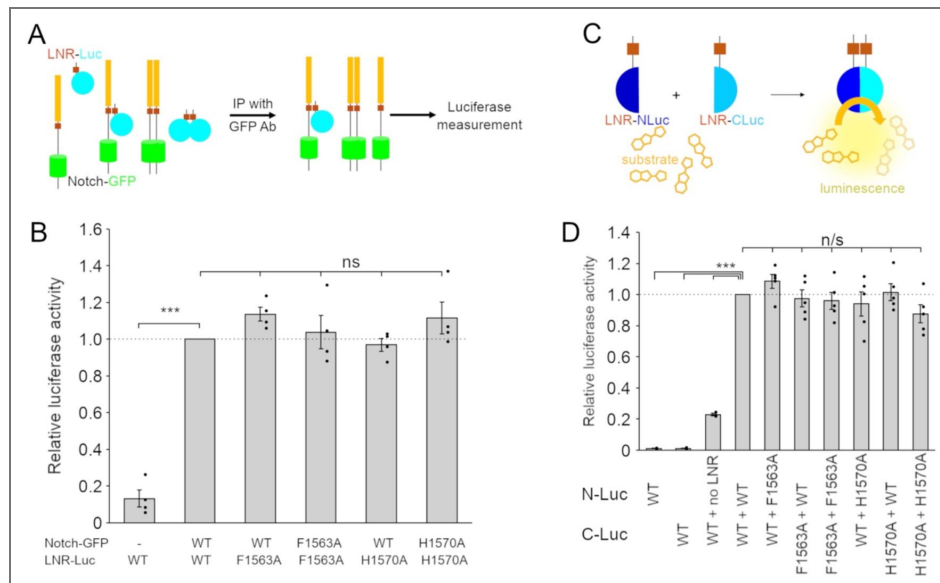 A
LNR-Luc
IP with
GFP Ab
Luciferase
measurement
Notch-GFP
C
+
LNR-NLuc
LNR-CLuc
substrate
luminescence
B
Relative luciferase activity
1.6
1.4
1.2
1.0
0.8
0.6
0.4
0.2
0
***
ns
Notch-GFP - WT WT F1563A WT H1570A
LNR-Luc WT WT F1563A F1563A H1570A H1570A
D
Relative luciferase activity
1.4
1.2
1.0
0.8
0.6
0.4
0.2
0
***
n/s
N-Luc
C-Luc
WT
WT
WT + no LNR
WT + WT
WT + F1563A
F1563A + WT
F1563A + F1563A
WT + H1570A
H1570A + WT
H1570A + H1570A